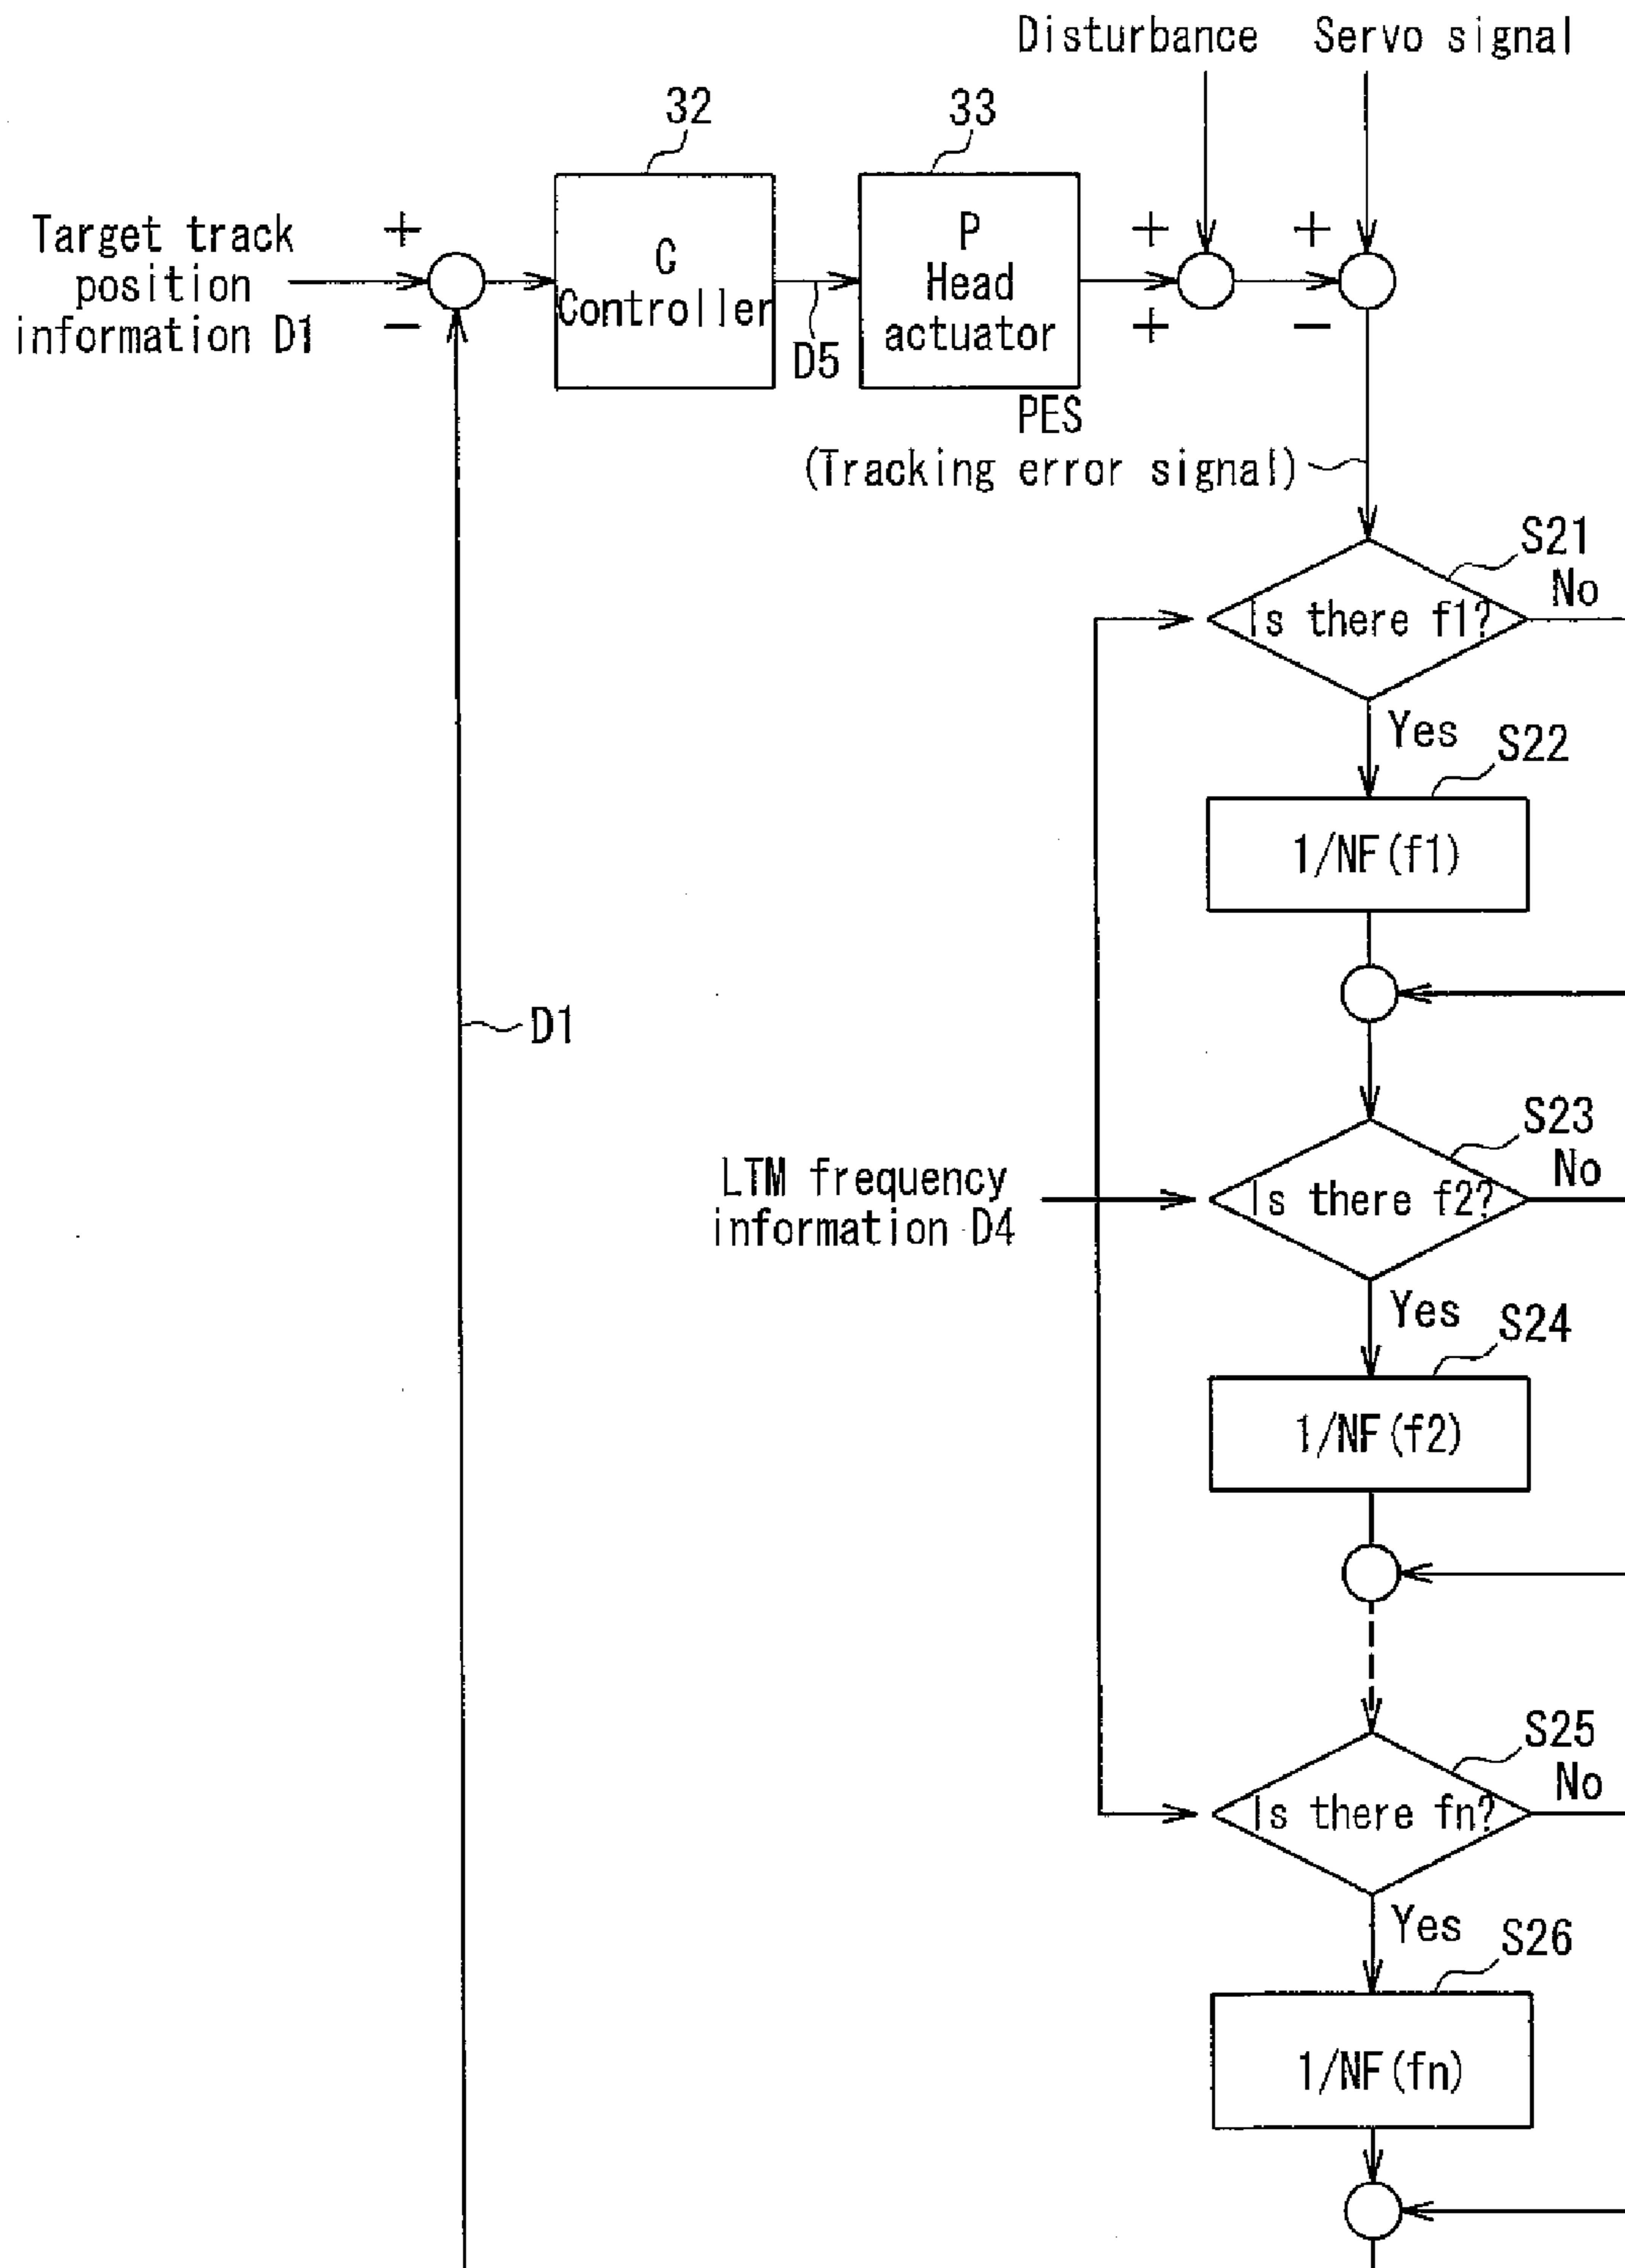 Disturbance
Servo signal
32
33
Target track
position
information D1
+
−
C
Controller
D5
P
Head
actuator
+
+
+
−
PES
(Tracking error signal)
S21
Is there f1?
No
Yes
S22
1/NF(f1)
D1
S23
LTM frequency
information D4
Is there f2?
No
Yes
S24
1/NF(f2)
S25
Is there fn?
No
Yes
S26
1/NF(fn)